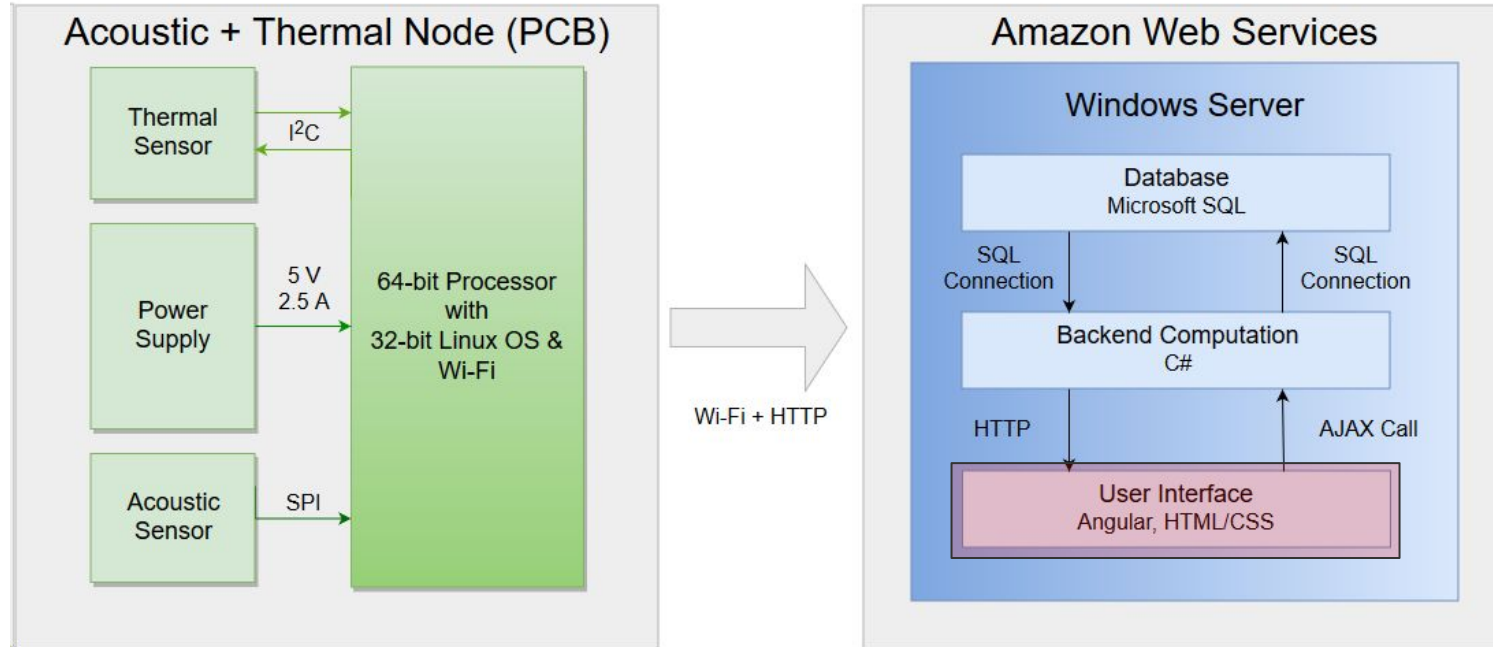 Acoustic + Thermal Node (PCB)
Thermal
Sensor
I²C
Power
Supply
5 V
2.5 A
Acoustic
Sensor
SPI
64-bit Processor
with
32-bit Linux OS &
Wi-Fi
Wi-Fi + HTTP
Amazon Web Services
Windows Server
Database
Microsoft SQL
SQL
Connection
SQL
Connection
Backend Computation
C#
HTTP
AJAX Call
User Interface
Angular, HTML/CSS